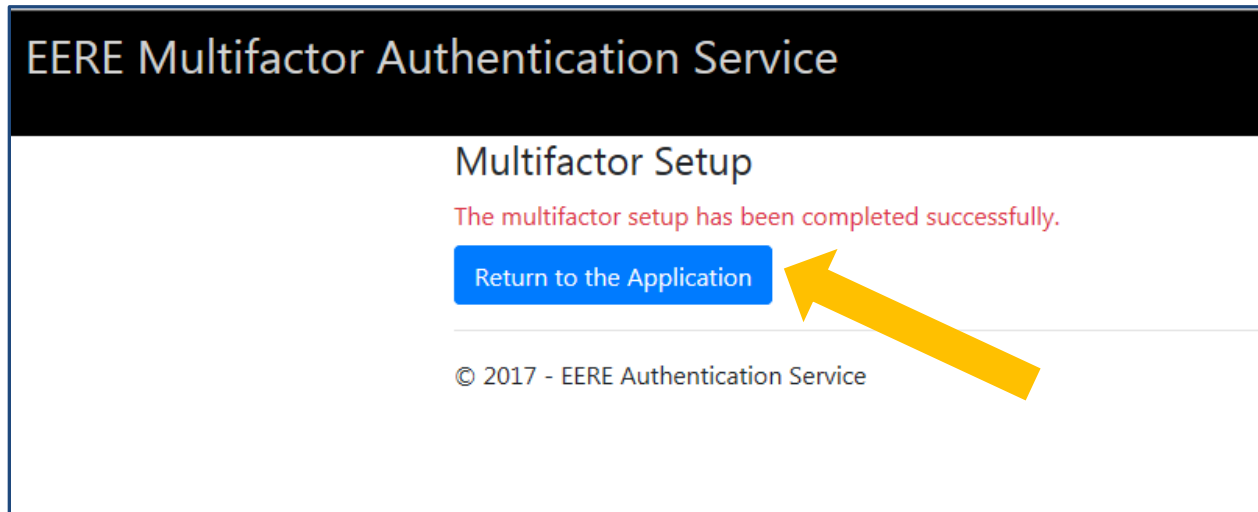 EERE Multifactor Authentication Service
Multifactor Setup
The multifactor setup has been completed successfully.
Return to the Application
© 2017 - EERE Authentication Service